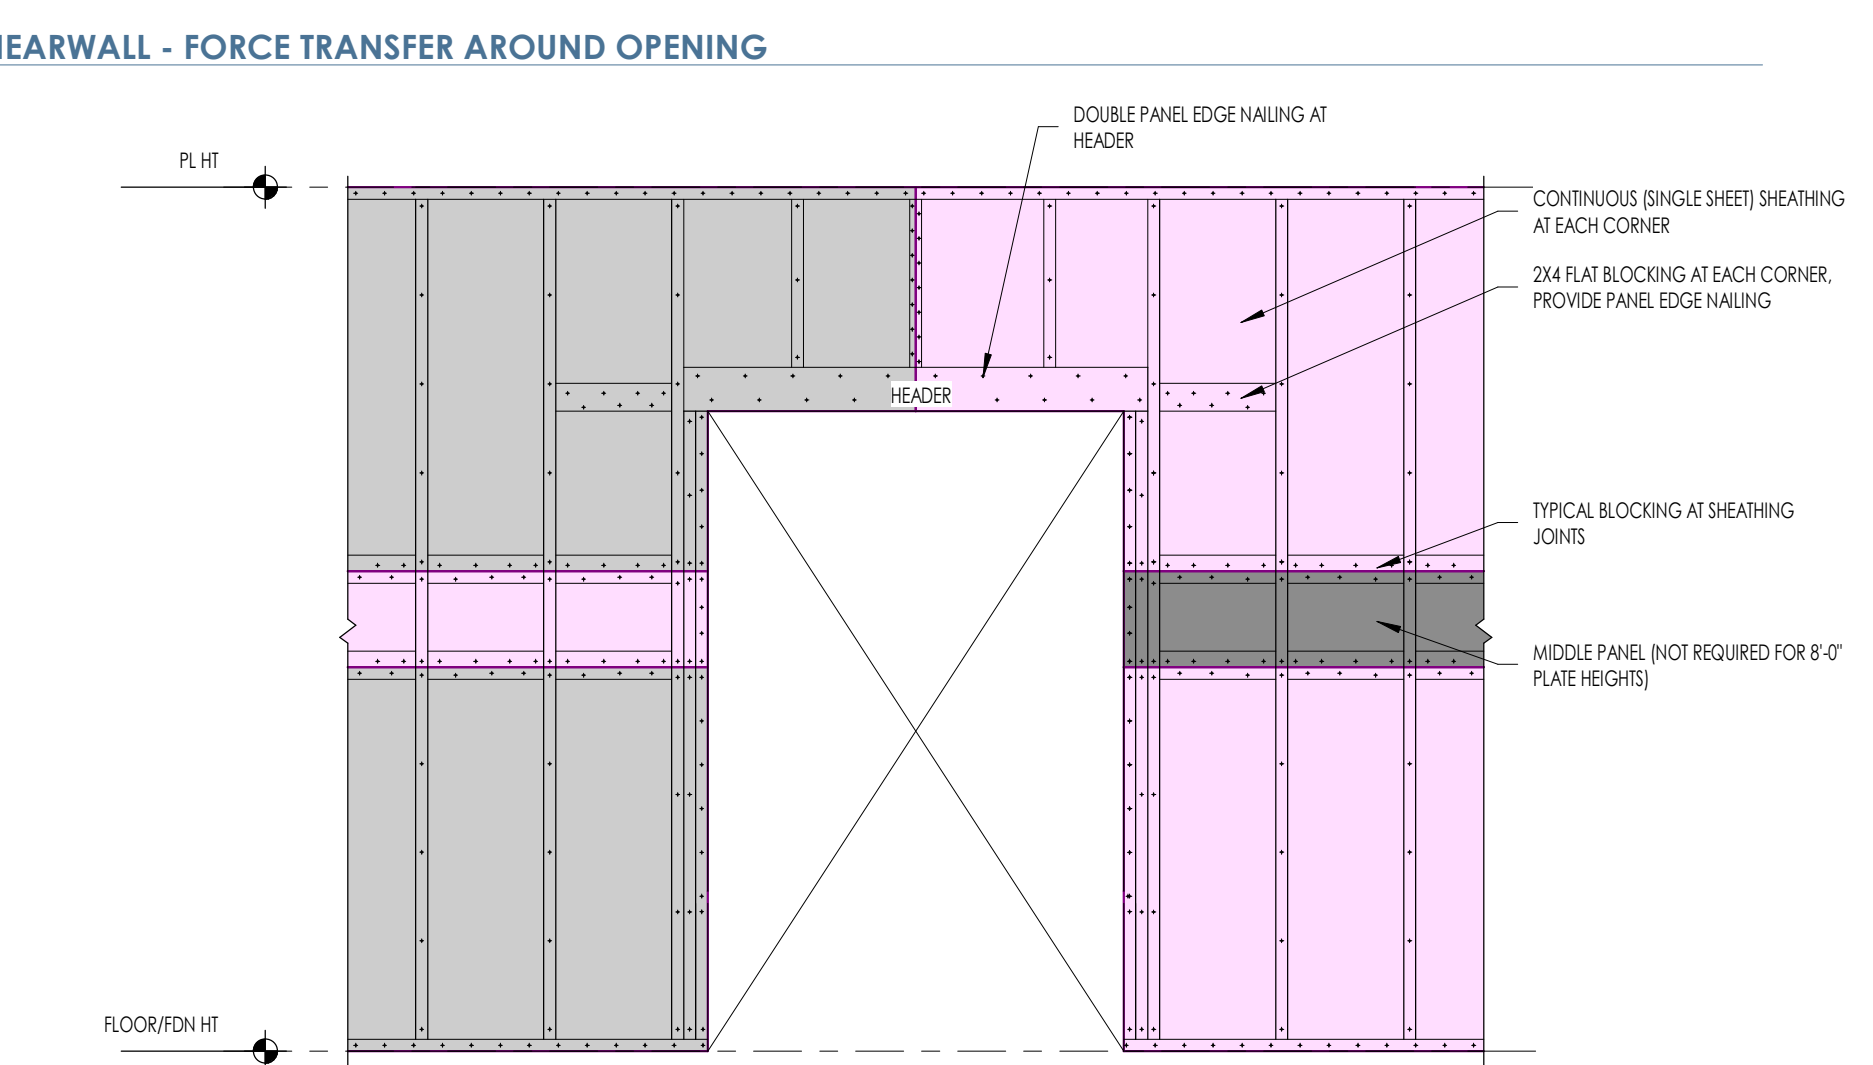 HEARWALL - FORCE TRANSFER AROUND OPENING
DOUBLE PANEL EDGE NAILING AT
HEADER
PL HT
CONTINUOUS (SINGLE SHEET) SHEATHING
AT EACH CORNER
2X4 FLAT BLOCKING AT EACH CORNER,
PROVIDE PANEL EDGE NAILING
HEADER
TYPICAL BLOCKING AT SHEATHING
JOINTS
MIDDLE PANEL (NOT REQUIRED FOR 8'-0"
PLATE HEIGHTS)
FLOOR/FDN HT